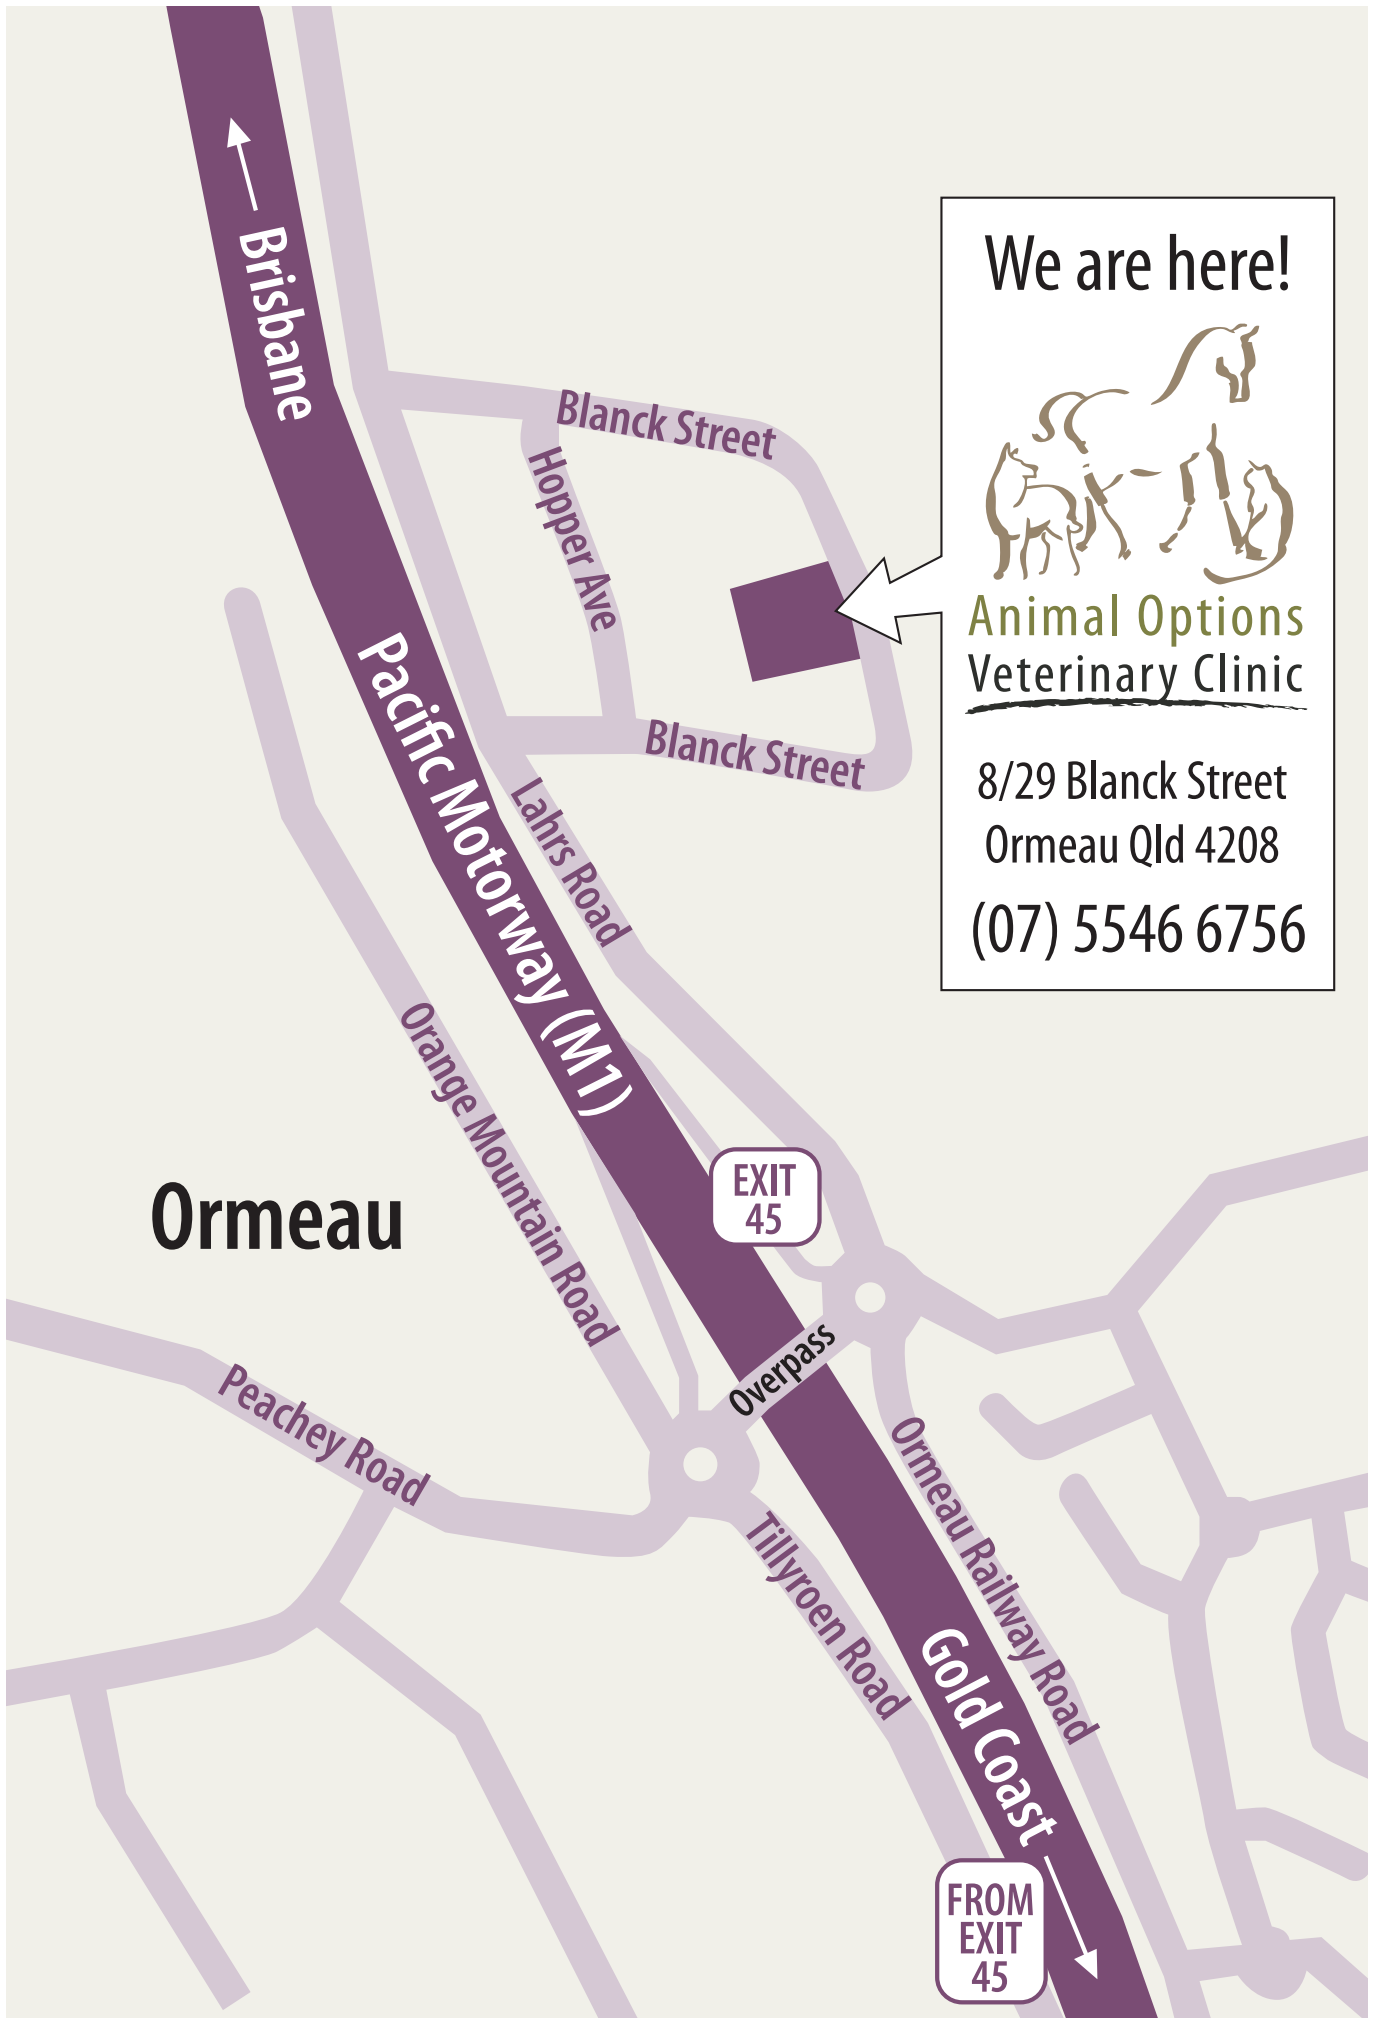 Brisbane
We are here!
Animal Options
Veterinary Clinic
8/29 Blanck Street
Ormeau Qld 4208
(07) 5546 6756
Blanck Street
Hopper Ave
Blanck Street
Pacific Motorway (M1)
Lahrs Road
Orange Mountain Road
EXIT
45
Ormeau
Overpass
Peachey Road
Ormeau Railway Road
Tillyroen Road
Gold Coast
FROM
EXIT
45